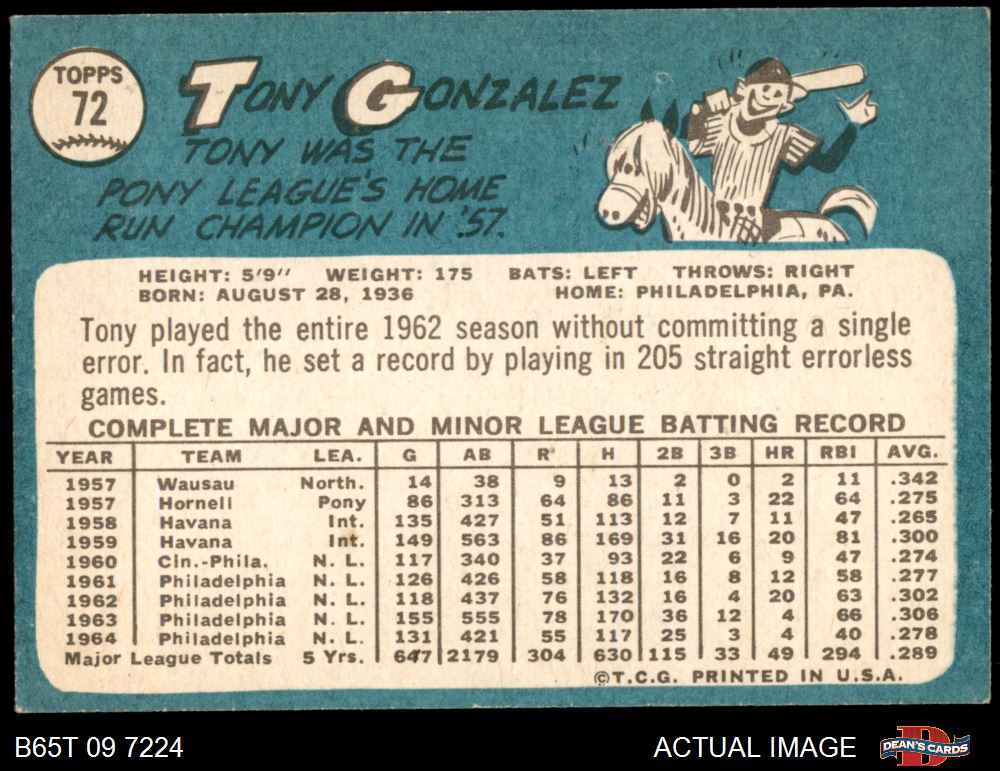 TOPPS
72
TONY GONZALEZ
TONY WAS THE
PONY LEAGUE'S HOME
RUN CHAMPION IN '57.
HEIGHT: 5'9" WEIGHT: 175 BATS: LEFT THROWS: RIGHT
BORN: AUGUST 28, 1936 HOME: PHILADELPHIA, PA.
Tony played the entire 1962 season without committing a single
error. In fact, he set a record by playing in 205 straight errorless
games.
COMPLETE MAJOR AND MINOR LEAGUE BATTING RECORD
YEAR TEAM LEA. G AB R H 2B 3B HR RBI AVG.
1957 Wausau North. 14 38 9 13 2 0 2 11 .342
1957 Hornell Pony 86 313 64 86 11 3 22 64 .275
1958 Havana Int. 135 427 51 113 12 7 11 47 .265
1959 Havana Int. 149 563 86 169 31 16 20 81 .300
1960 Cin.-Phila. N. L. 117 340 37 93 22 6 9 47 .274
1961 Philadelphia N. L. 126 426 58 118 16 8 12 58 .277
1962 Philadelphia N. L. 118 437 76 132 16 4 20 63 .302
1963 Philadelphia N. L. 155 555 78 170 36 12 4 66 .306
1964 Philadelphia N. L. 131 421 55 117 25 3 4 40 .278
Major League Totals 5 Yrs. 647 2179 304 630 115 33 49 294 .289
©T.C.G. PRINTED IN U.S.A.
B65T 09 7224 ACTUAL IMAGE DEAN'S CARDS